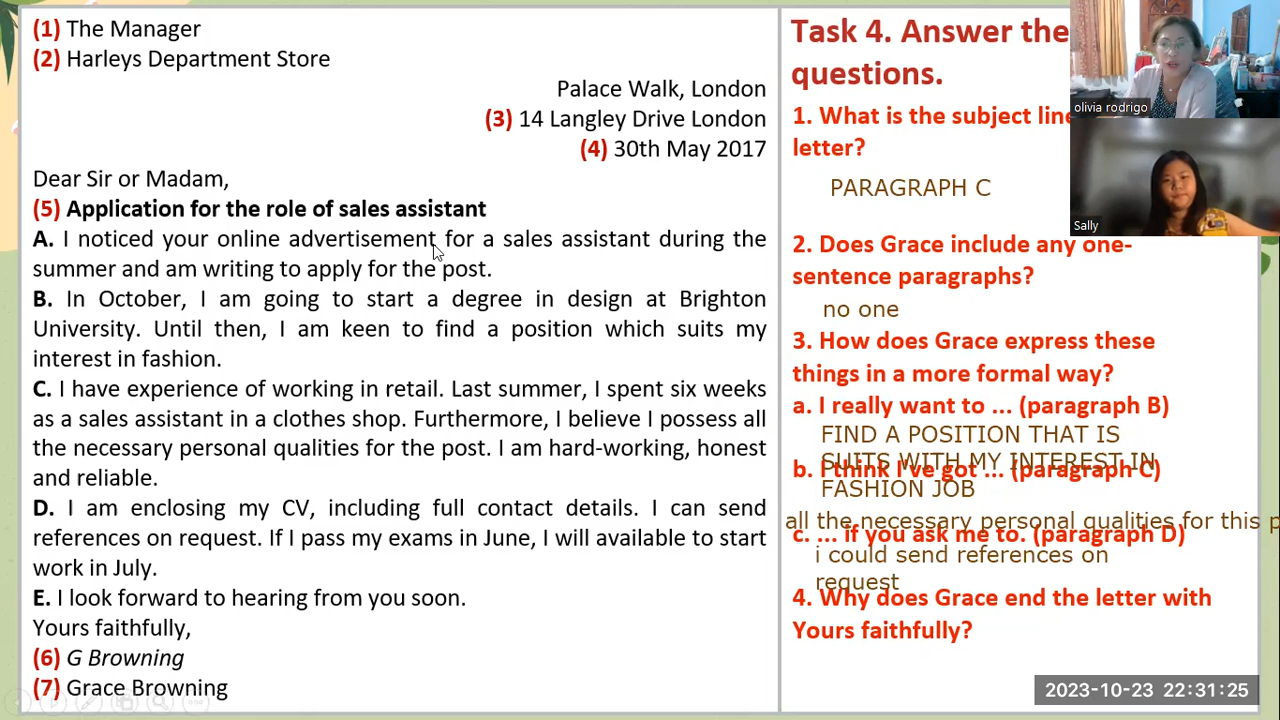 (1) The Manager
(2) Harleys Department Store
Palace Walk, London
(3) 14 Langley Drive London
(4) 30th May 2017
Dear Sir or Madam,
(5) Application for the role of sales assistant
A. I noticed your online advertisement for a sales assistant during the
summer and am writing to apply for the post.
B. In October, I am going to start a degree in design at Brighton
University. Until then, I am keen to find a position which suits my
interest in fashion.
C. I have experience of working in retail. Last summer, I spent six weeks
as a sales assistant in a clothes shop. Furthermore, I believe I possess all
the necessary personal qualities for the post. I am hard-working, honest
and reliable.
D. I am enclosing my CV, including full contact details. I can send
references on request. If I pass my exams in June, I will available to start
work in July.
E. I look forward to hearing from you soon.
Yours faithfully,
(6) G Browning
(7) Grace Browning
Task 4. Answer the
questions.
1. What is the subject line
letter?
PARAGRAPH C
2. Does Grace include any one-
sentence paragraphs?
no one
3. How does Grace express these
things in a more formal way?
a. I really want to ... (paragraph B)
FIND A POSITION THAT IS
SUITS WITH MY INTEREST IN
FASHION JOB
b. I think I've got ... (paragraph C)
all the necessary personal qualities for this p
c. ... if you ask me to. (paragraph D)
i could send references on
request
4. Why does Grace end the letter with
Yours faithfully?
olivia rodrigo
Sally
2023-10-23 22:31:25